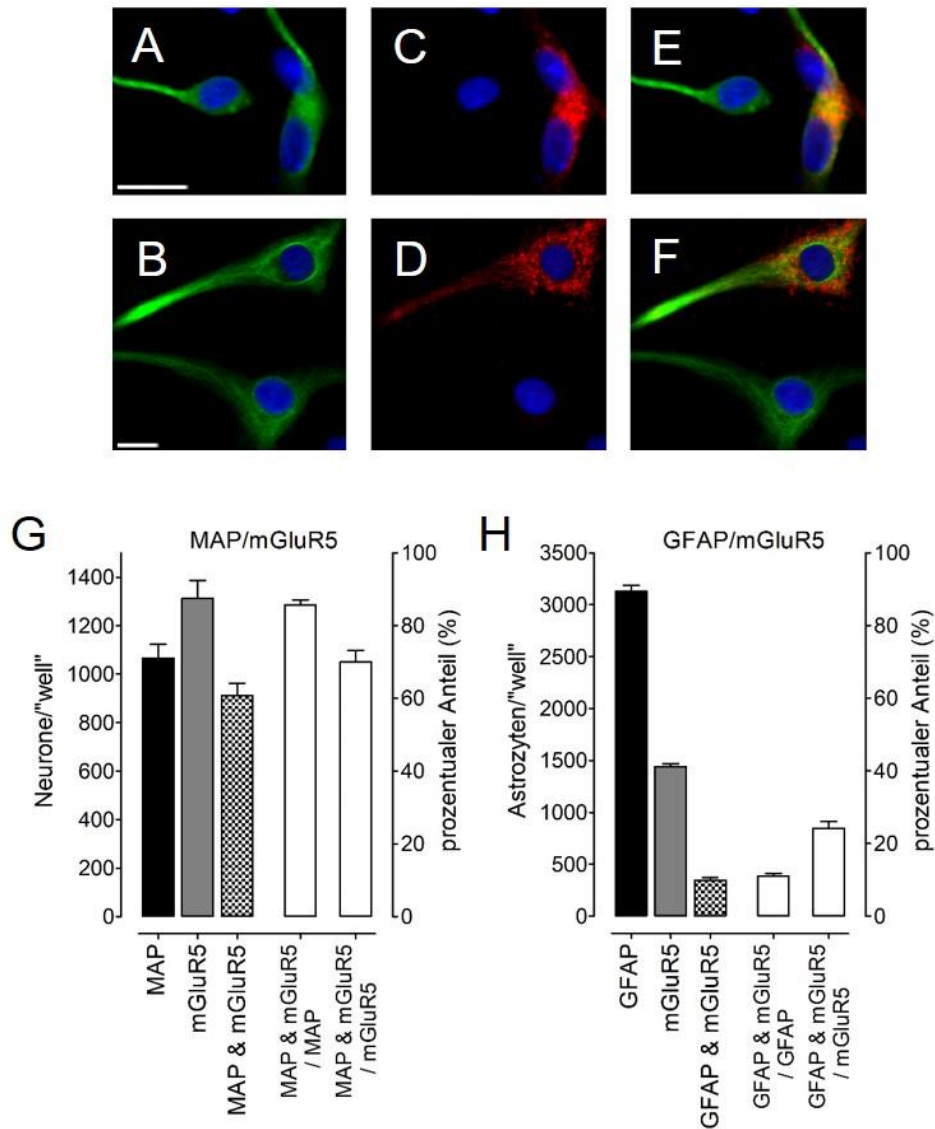 A
C
E
B
D
F
G
MAP/mGluR5
Neurone/"well"
1400
1200
1000
800
600
400
200
0
100
80
60
40
20
0
prozentualer Anteil (%)
MAP
mGluR5
MAP & mGluR5
MAP & mGluR5
/ MAP
MAP & mGluR5
/ mGluR5
H
GFAP/mGluR5
Astrozyten/"well"
3500
3000
2500
2000
1500
1000
500
0
100
80
60
40
20
0
prozentualer Anteil (%)
GFAP
mGluR5
GFAP & mGluR5
GFAP & mGluR5
/ GFAP
GFAP & mGluR5
/ mGluR5